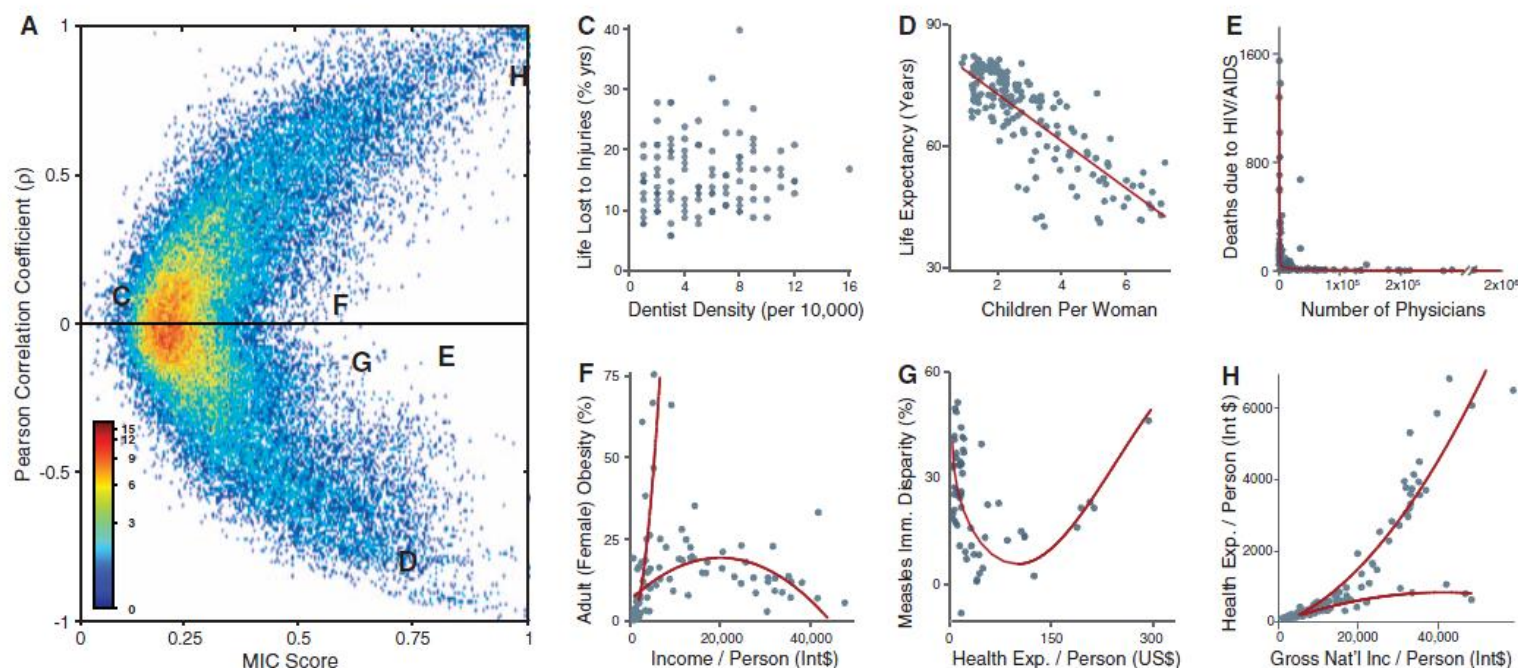 A
Pearson Correlation Coefficient (ρ)
1
0.5
0
-0.5
-1
C
F
G
E
D
H
15
12
9
6
3
0
0
0.25
0.5
0.75
1
MIC Score
C
Life Lost to Injuries (% yrs)
40
30
20
10
0
0
4
8
12
16
Dentist Density (per 10,000)
D
Life Expectancy (Years)
90
60
30
2
4
6
Children Per Woman
E
Deaths due to HIV/AIDS
1600
800
0
0
1x10⁵
2x10⁵
2x10⁶
Number of Physicians
F
Adult (Female) Obesity (%)
75
50
25
0
0
20,000
40,000
Income / Person (Int$)
G
Measles Imm. Disparity (%)
60
30
0
0
150
300
Health Exp. / Person (US$)
H
Health Exp. / Person (Int $)
6000
4000
2000
0
20,000
40,000
Gross Nat'l Inc / Person (Int$)